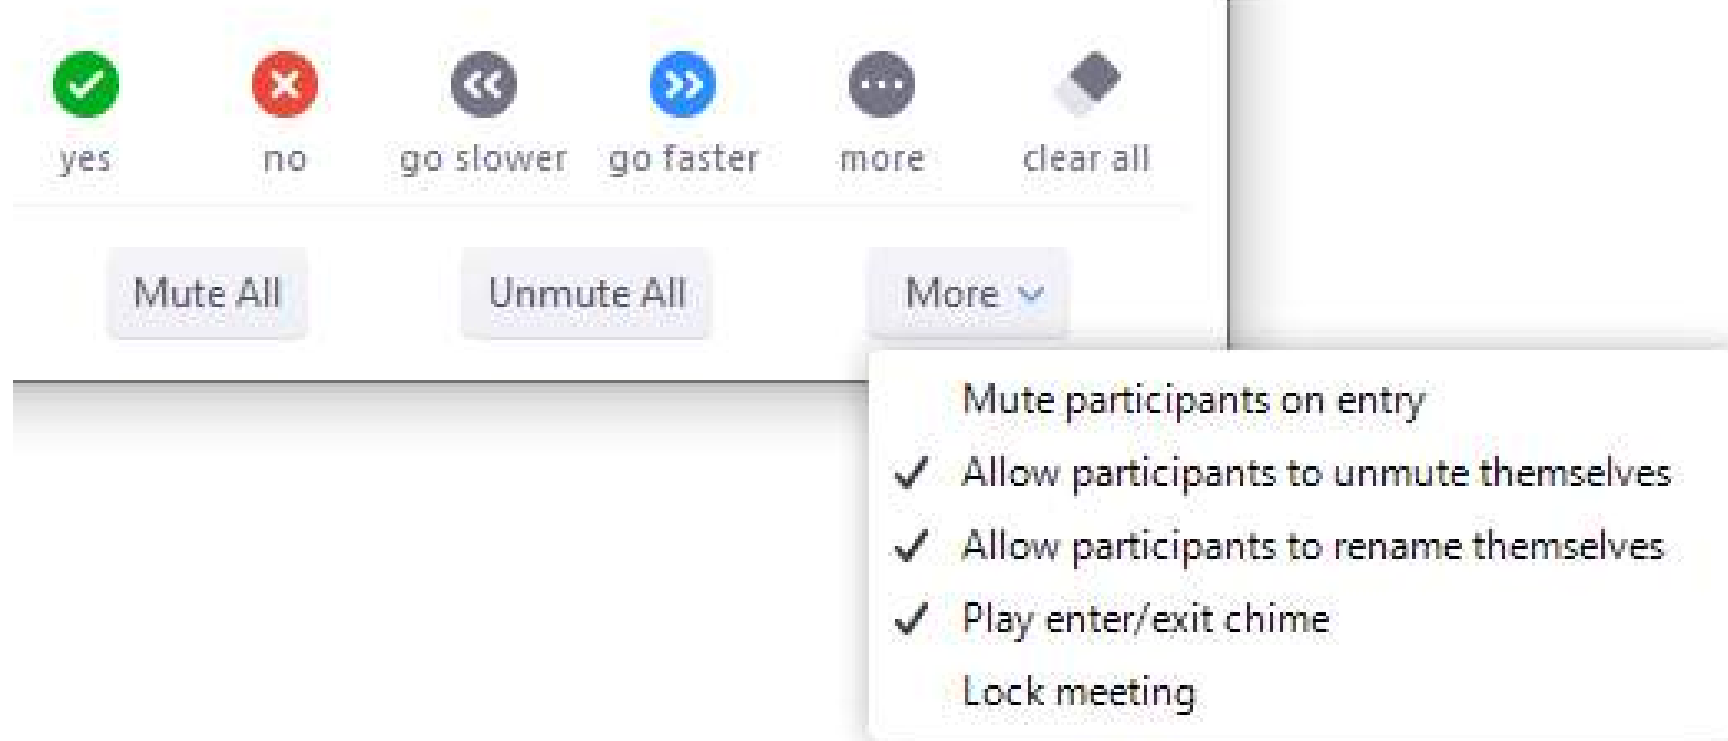 yes no go slower go faster more clear all
Mute All Unmute All More
Mute participants on entry
Allow participants to unmute themselves
Allow participants to rename themselves
Play enter/exit chime
Lock meeting